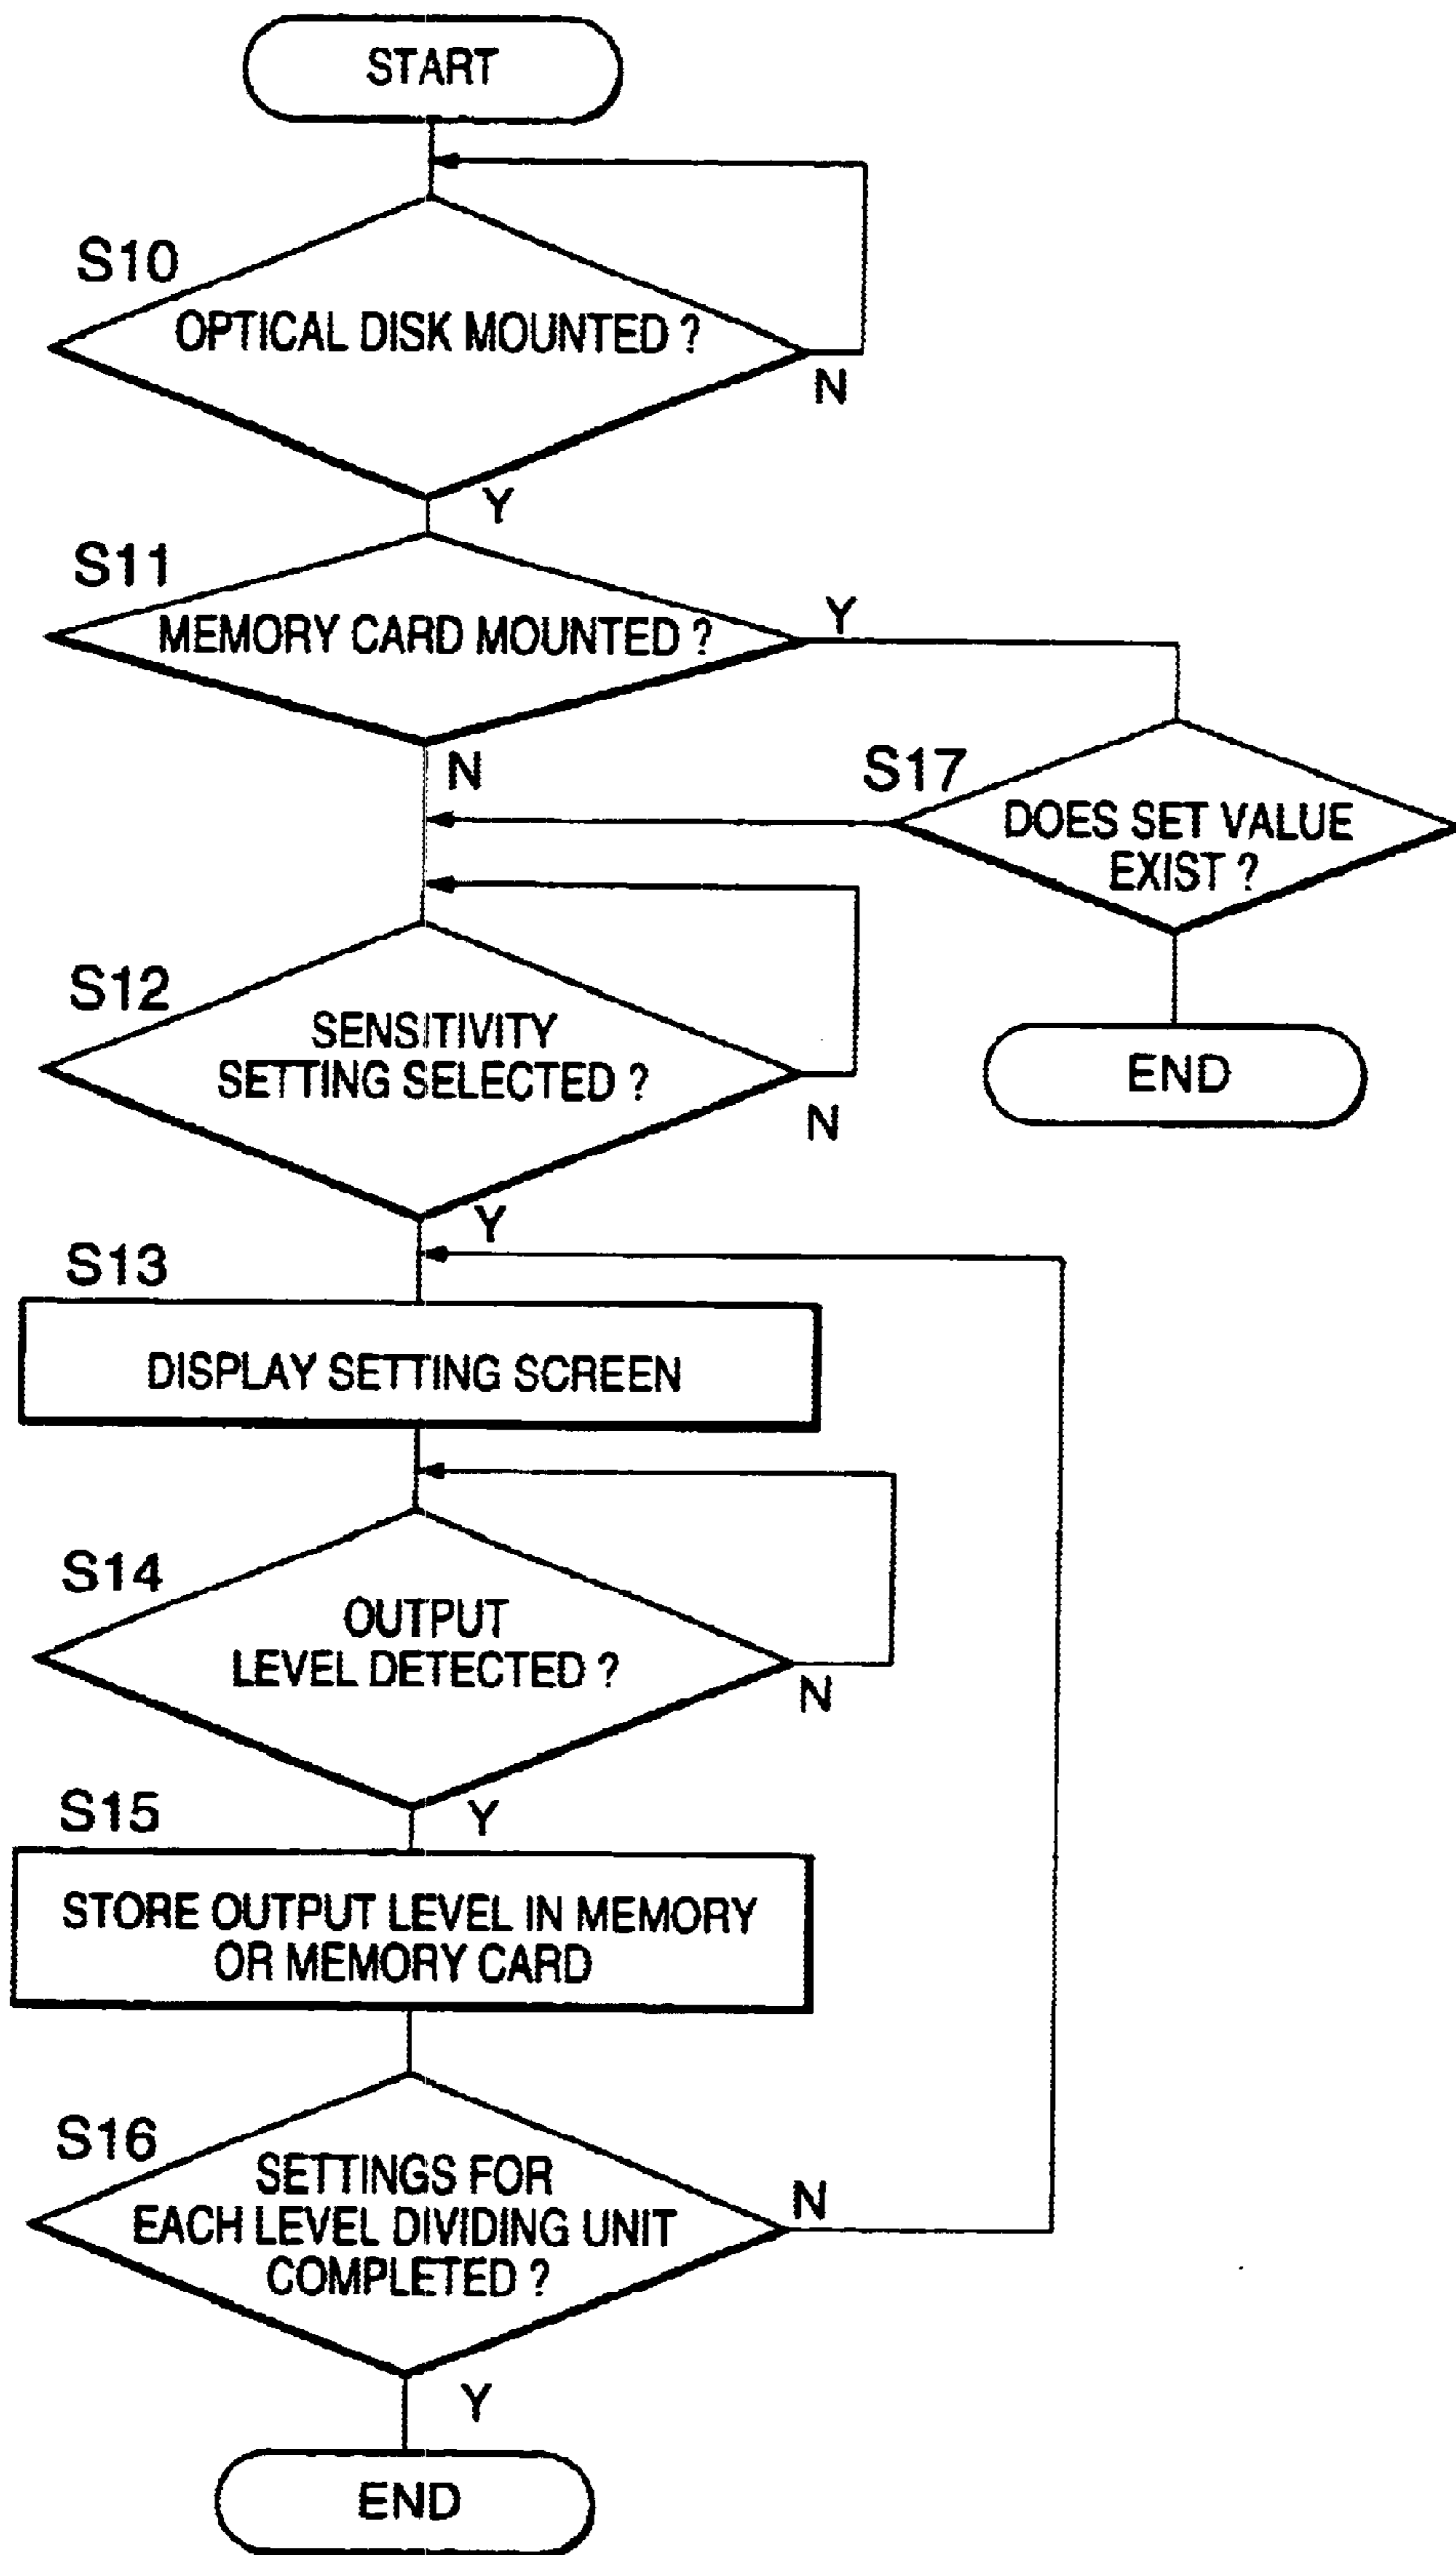 START
S10
OPTICAL DISK MOUNTED ?
N
Y
S11
MEMORY CARD MOUNTED ?
Y
N
S17
DOES SET VALUE
EXIST ?
END
S12
SENSITIVITY
SETTING SELECTED ?
N
Y
S13
DISPLAY SETTING SCREEN
S14
OUTPUT
LEVEL DETECTED ?
N
Y
S15
STORE OUTPUT LEVEL IN MEMORY
OR MEMORY CARD
S16
SETTINGS FOR
EACH LEVEL DIVIDING UNIT
COMPLETED ?
N
Y
END